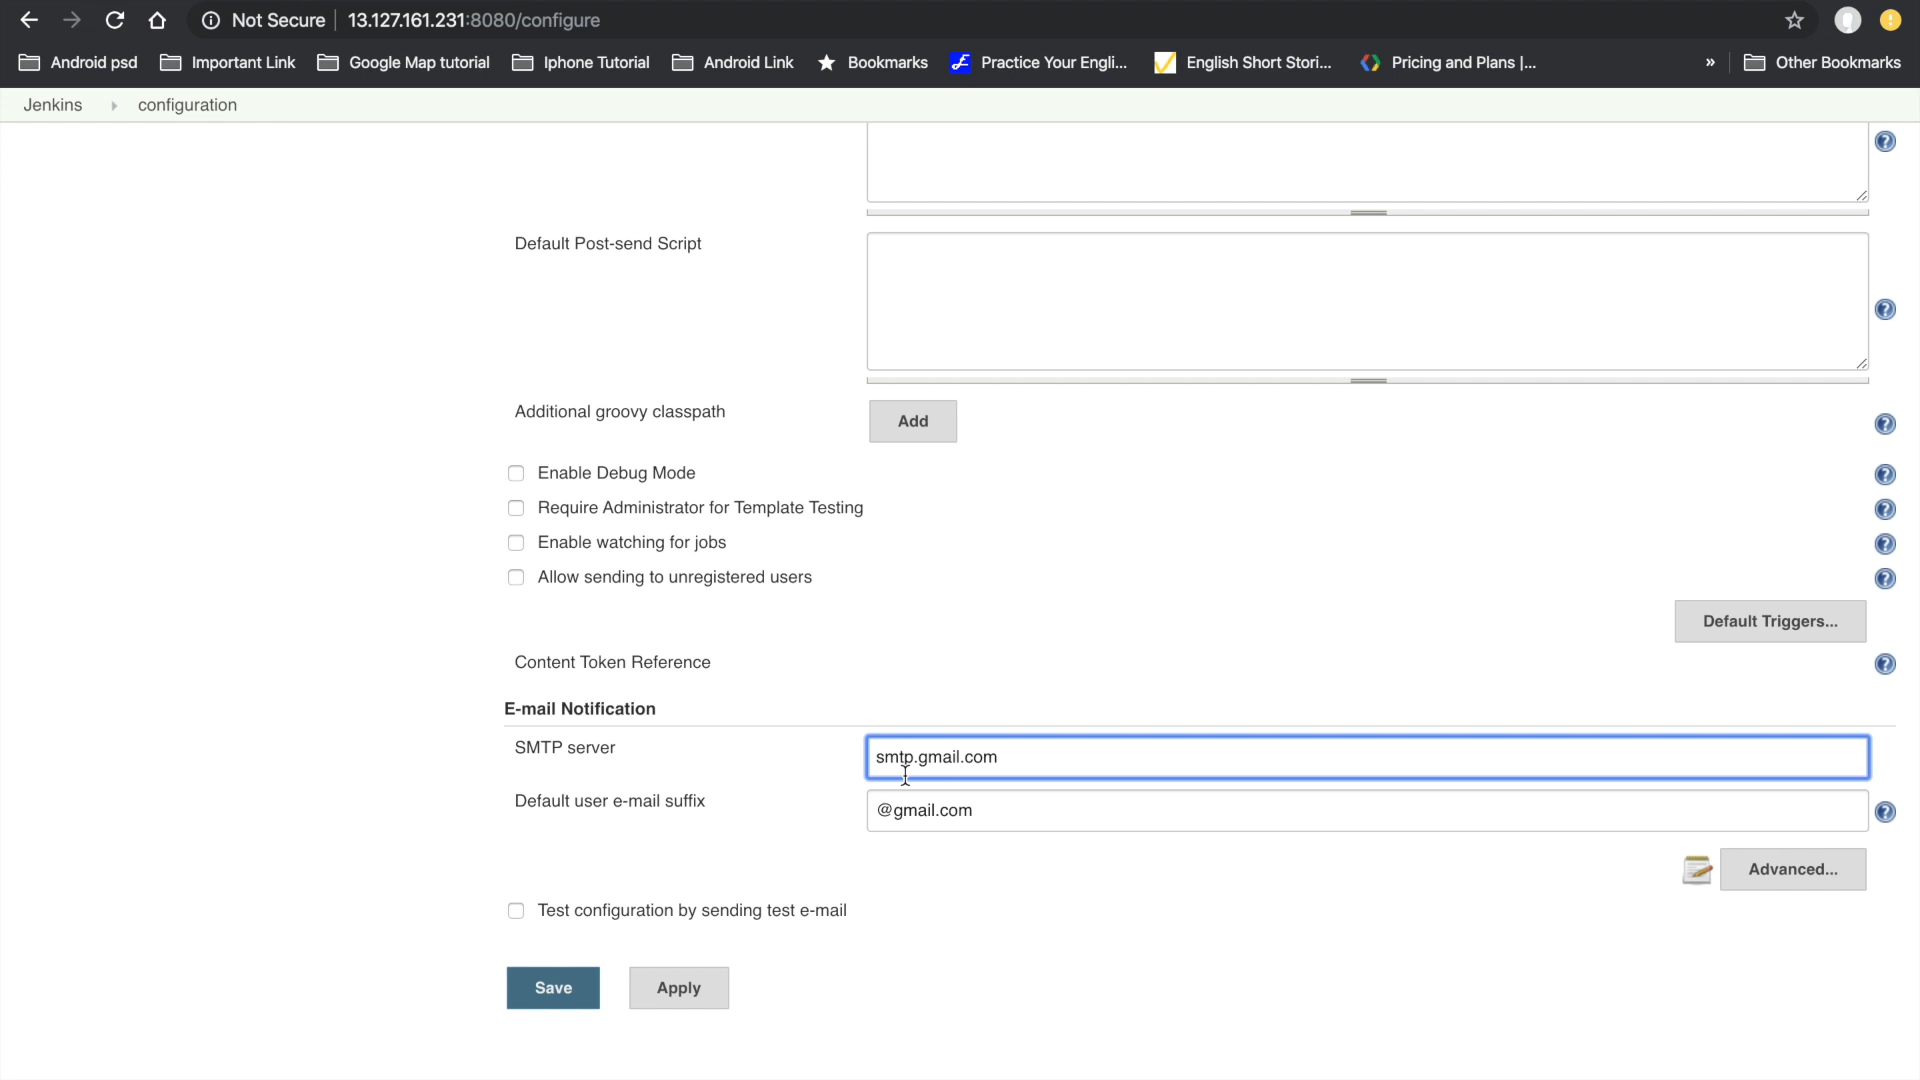 Not Secure 13.127.161.231:8080/configure
Android psd Important Link Google Map tutorial Iphone Tutorial Android Link Bookmarks Practice Your Engli... English Short Stori... Pricing and Plans |... » Other Bookmarks
Jenkins configuration
Default Post-send Script
Additional groovy classpath Add
Enable Debug Mode
Require Administrator for Template Testing
Enable watching for jobs
Allow sending to unregistered users
Default Triggers...
Content Token Reference
E-mail Notification
SMTP server smtp.gmail.com
Default user e-mail suffix @gmail.com
Advanced...
Test configuration by sending test e-mail
Save Apply